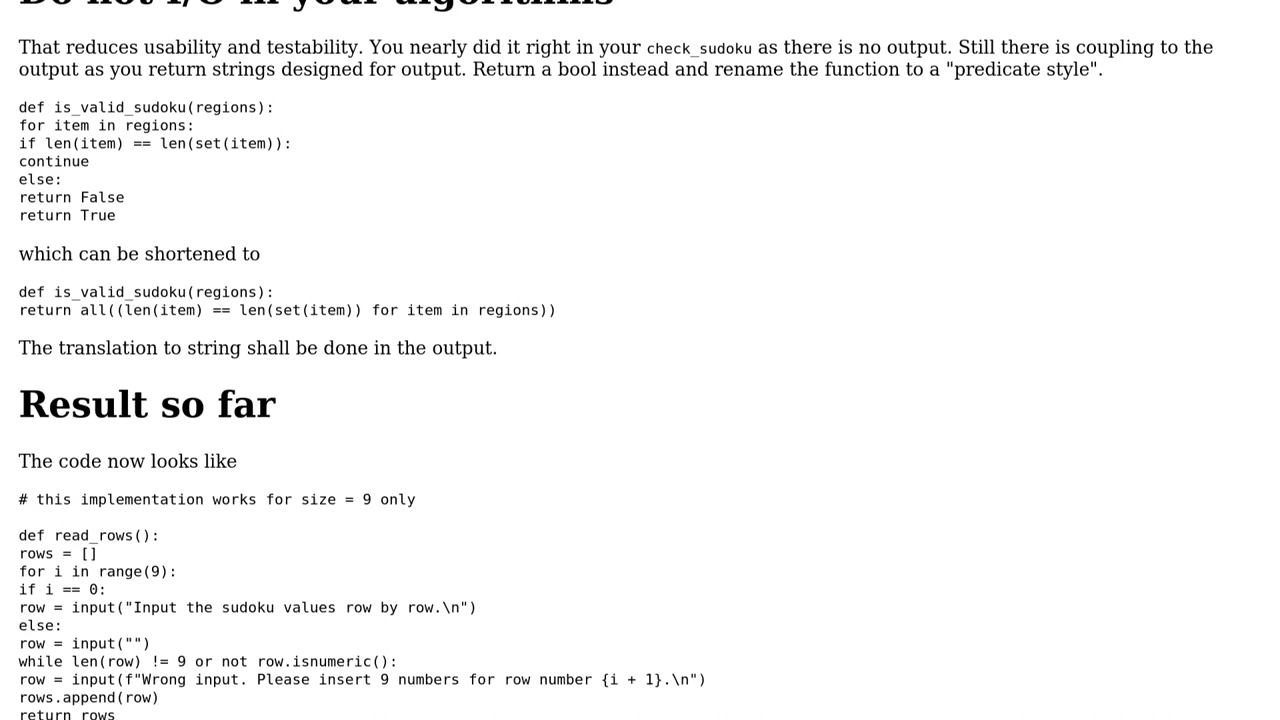 Do not I/O in your algorithms
That reduces usability and testability. You nearly did it right in your check_sudoku as there is no output. Still there is coupling to the
output as you return strings designed for output. Return a bool instead and rename the function to a "predicate style".
def is_valid_sudoku(regions):
for item in regions:
if len(item) == len(set(item)):
continue
else:
return False
return True
which can be shortened to
def is_valid_sudoku(regions):
return all((len(item) == len(set(item)) for item in regions))
The translation to string shall be done in the output.
Result so far
The code now looks like
# this implementation works for size = 9 only
def read_rows():
rows = []
for i in range(9):
if i == 0:
row = input("Input the sudoku values row by row.\n")
else:
row = input("")
while len(row) != 9 or not row.isnumeric():
row = input(f"Wrong input. Please insert 9 numbers for row number {i + 1}.\n")
rows.append(row)
return rows